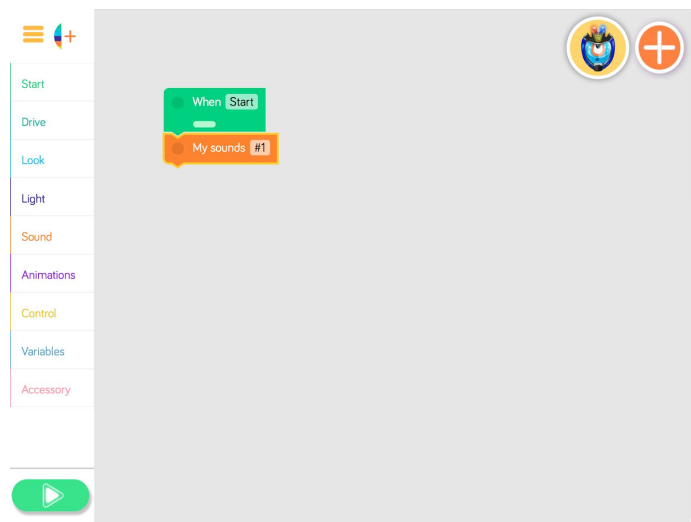 Start
Drive
Look
Light
Sound
Animations
Control
Variables
Accessory
When Start
My sounds #1